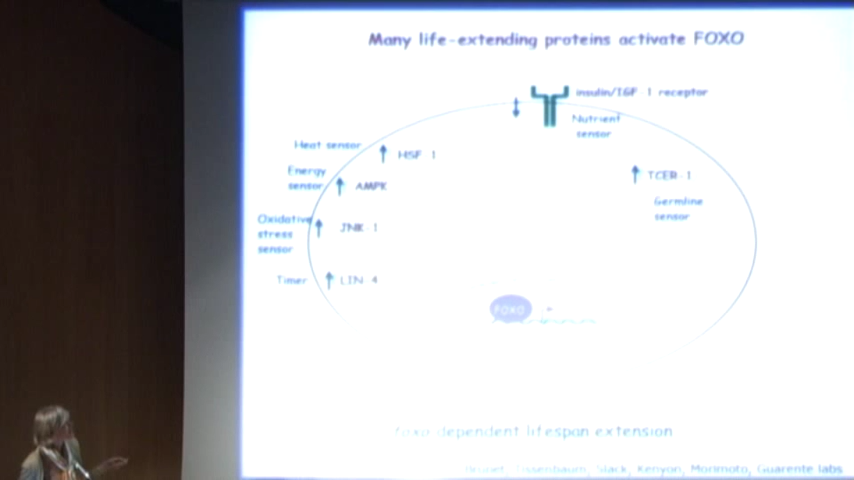 Many life-extending proteins activate FOXO
insulin/IGF 1 receptor
Nutrient
sensor
Heat sensor
HSF 1
Energy
sensor
AMPK
TCER-1
Germline
sensor
Oxidative
stress
sensor
JNK-1
Timer
LIN 4
FOXO
Foxo dependent lifespan extension
Brunet, Tissenbaum, Slack, Kenyon, Morimoto, Guarente labs